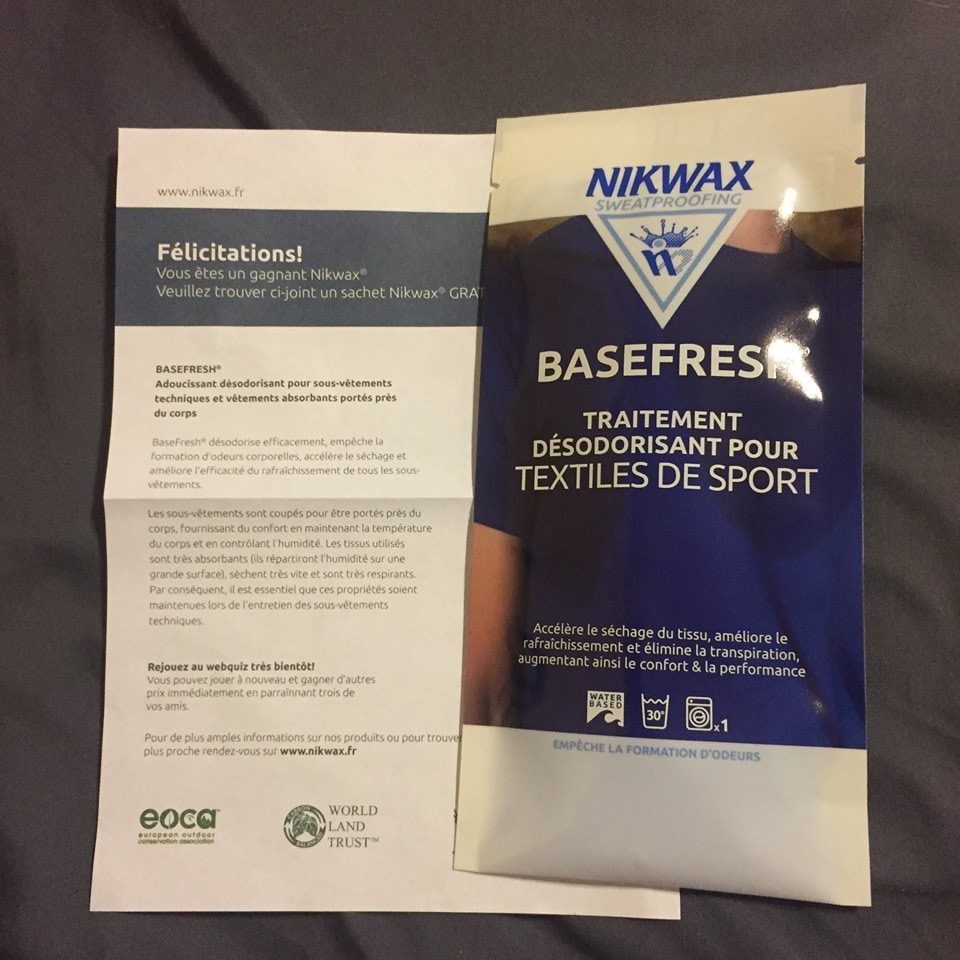 www.nikwax.fr
Félicitations!
Vous êtes un gagnant Nikwax®
Veuillez trouver ci-joint un sachet Nikwax® GRAT
BASEFRESH®
Adoucissant désodorisant pour sous-vêtements
techniques et vêtements absorbants portés près
du corps
BaseFresh® désodorise efficacement, empêche la
formation d'odeurs corporelles, accélère le séchage et
améliore l'efficacité du rafraîchissement de tous les sous-
vêtements.
Les sous-vêtements sont coupés pour être portés près du
corps, fournissant du confort en maintenant la température
du corps et en contrôlant l'humidité. Les tissus utilisés
sont très absorbants (ils répartiront l'humidité sur une
grande surface), sèchent très vite et sont très respirants.
Par conséquent, il est essentiel que ces propriétés soient
maintenues lors de l'entretien des sous-vêtements
techniques.
Rejouez au webquiz très bientôt!
Vous pouvez jouer à nouveau et gagner d'autres
prix immédiatement en parraînnant trois de
vos amis.
Pour de plus amples informations sur nos produits ou pour trouver
plus proche rendez-vous sur www.nikwax.fr
eoca
european outdoor
conservation association
CARBON
BALANCED
WORLD
LAND
TRUST™
NIKWAX
SWEATPROOFING
n
BASEFRESH®
TRAITEMENT
DÉSODORISANT POUR
TEXTILES DE SPORT
Accélère le séchage du tissu, améliore le
rafraîchissement et élimine la transpiration,
augmentant ainsi le confort & la performance
WATER
BASED
30°
x1
EMPÊCHE LA FORMATION D'ODEURS